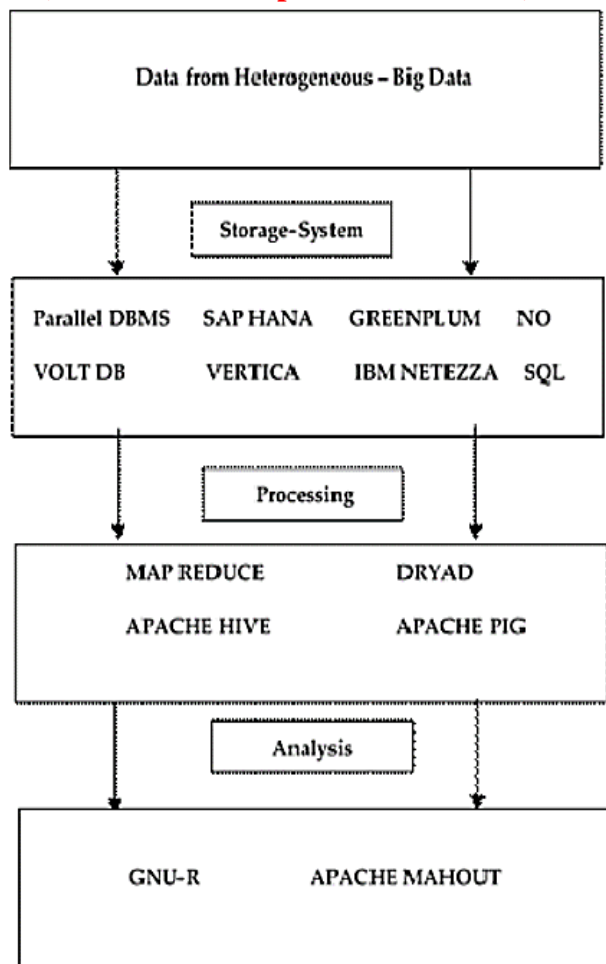 Data from Heterogeneous – Big Data
Storage-System
Parallel DBMS SAP HANA GREENPLUM NO
VOLT DB VERTICA IBM NETEZZA SQL
Processing
MAP REDUCE DRYAD
APACHE HIVE APACHE PIG
Analysis
GNU-R APACHE MAHOUT